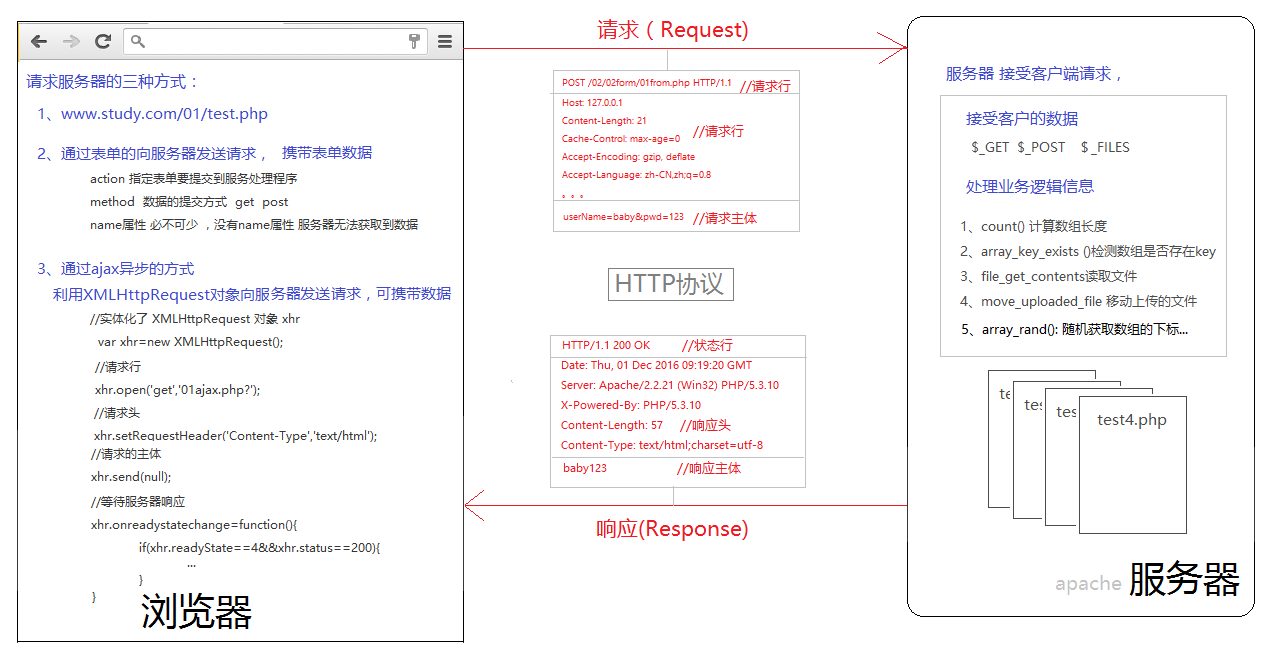 请求服务器的三种方式：
1、www.study.com/01/test.php
2、通过表单的向服务器发送请求， 携带表单数据
action 指定表单要提交到服务处理程序
method 数据的提交方式 get post
name属性 必不可少 ，没有name属性 服务器无法获取到数据
3、通过ajax异步的方式
利用XMLHttpRequest对象向服务器发送请求，可携带数据
//实体化了 XMLHttpRequest 对象 xhr
var xhr=new XMLHttpRequest();
//请求行
xhr.open('get','01ajax.php?');
//请求头
xhr.setRequestHeader('Content-Type','text/html');
//请求的主体
xhr.send(null);
//等待服务器响应
xhr.onreadystatechange=function(){
if(xhr.readyState==4&&xhr.status==200){
...
}
}
浏览器
请求（Request)
POST /02/02form/01from.php HTTP/1.1 //请求行
Host: 127.0.0.1
Content-Length: 21
Cache-Control: max-age=0 //请求行
Accept-Encoding: gzip, deflate
Accept-Language: zh-CN,zh;q=0.8
。。。
userName=baby&pwd=123 //请求主体
HTTP协议
HTTP/1.1 200 OK //状态行
Date: Thu, 01 Dec 2016 09:19:20 GMT
Server: Apache/2.2.21 (Win32) PHP/5.3.10
X-Powered-By: PHP/5.3.10
Content-Length: 57 //响应头
Content-Type: text/html;charset=utf-8
baby123 //响应主体
响应(Response)
服务器 接受客户端请求，
接受客户的数据
$_GET $_POST $_FILES
处理业务逻辑信息
1、count() 计算数组长度
2、array_key_exists ()检测数组是否存在key
3、file_get_contents读取文件
4、move_uploaded_file 移动上传的文件
5、array_rand(): 随机获取数组的下标...
te
tes
tes
test4.php
apache 服务器